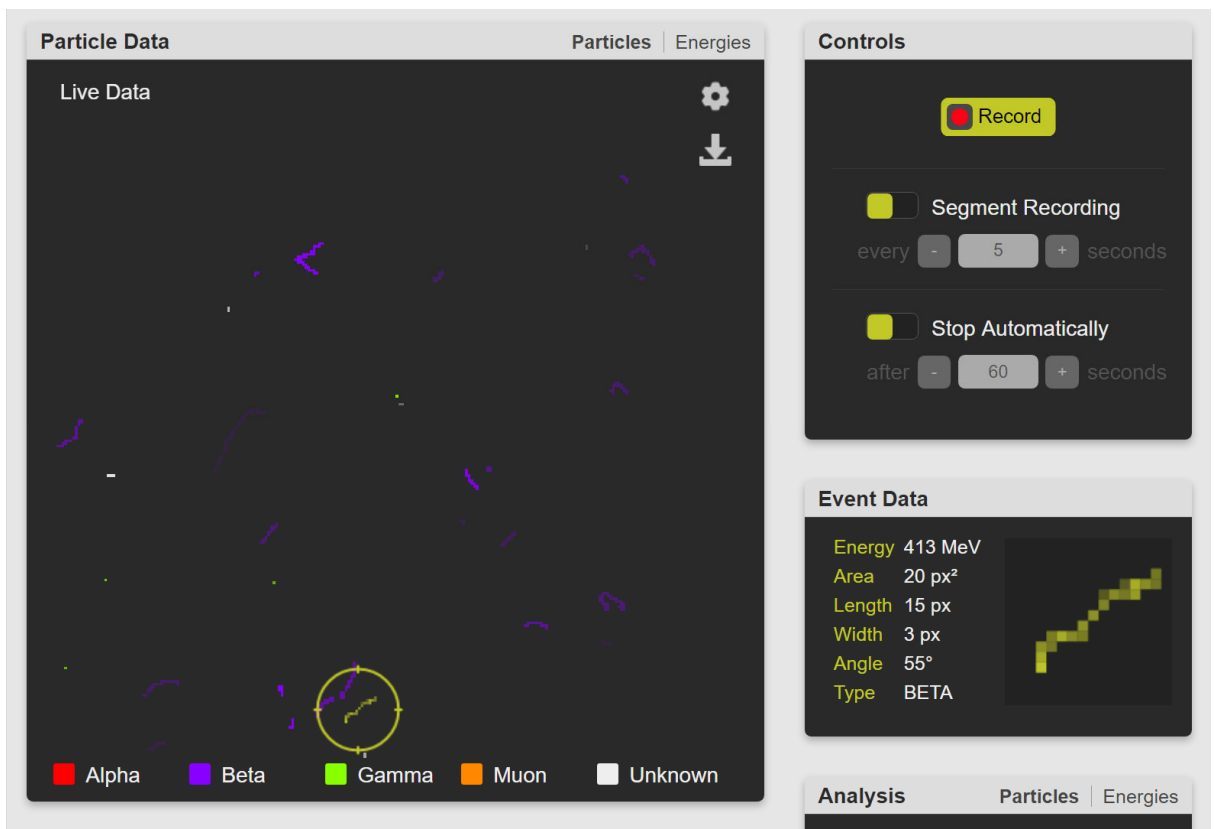 Particle Data
Particles | Energies
Live Data
Alpha
Beta
Gamma
Muon
Unknown
Controls
Record
Segment Recording
every - 5 + seconds
Stop Automatically
after - 60 + seconds
Event Data
Energy 413 MeV
Area 20 px²
Length 15 px
Width 3 px
Angle 55°
Type BETA
Analysis
Particles | Energies